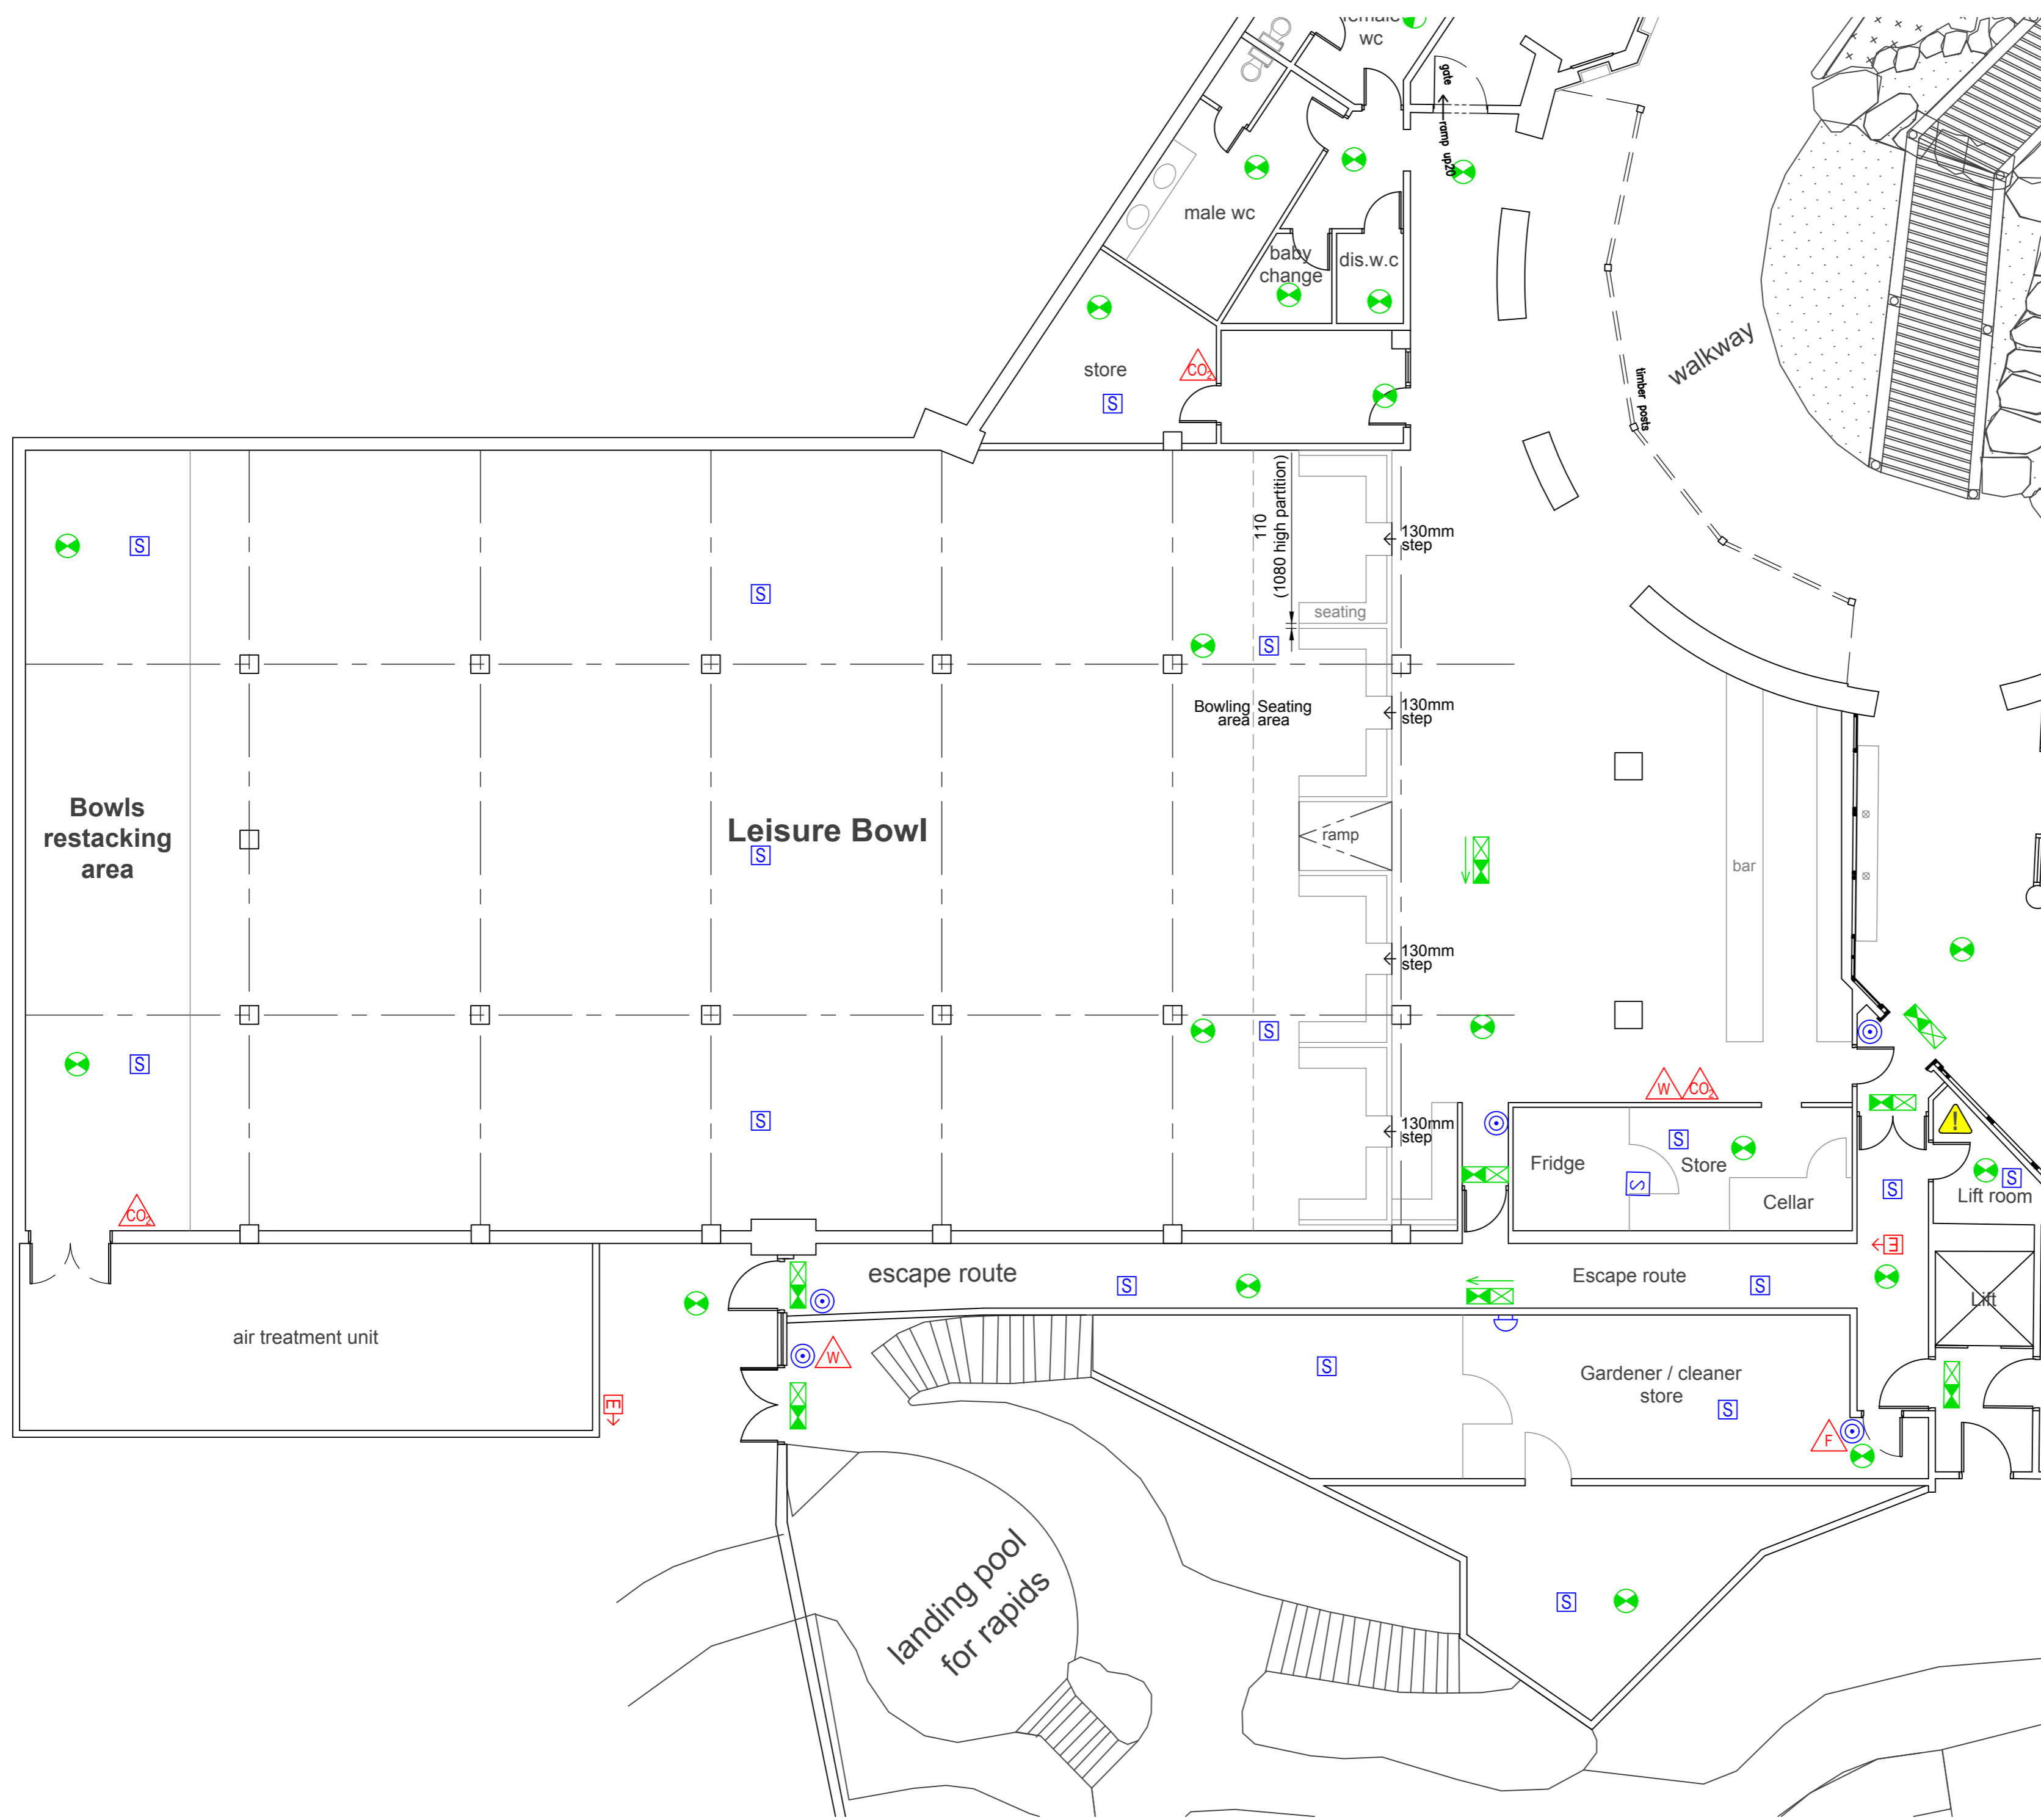 female
wc
gate
ramp up20
male wc
baby
change
dis.w.c
walkway
timber posts
store
CO2
S
110
(1080 high partition)
130mm
step
S
S
seating
S
Bowling
area
Seating
area
130mm
step
Bowls
restacking
area
Leisure Bowl
S
ramp
bar
130mm
step
S
S
W
CO2
S
130mm
step
S
Fridge
Store
S
Cellar
S
!
S
Lift room
CO2
E
escape route
S
Escape route
S
Lift
air treatment unit
W
S
Gardener / cleaner
store
S
E
F
landing pool
for rapids
S